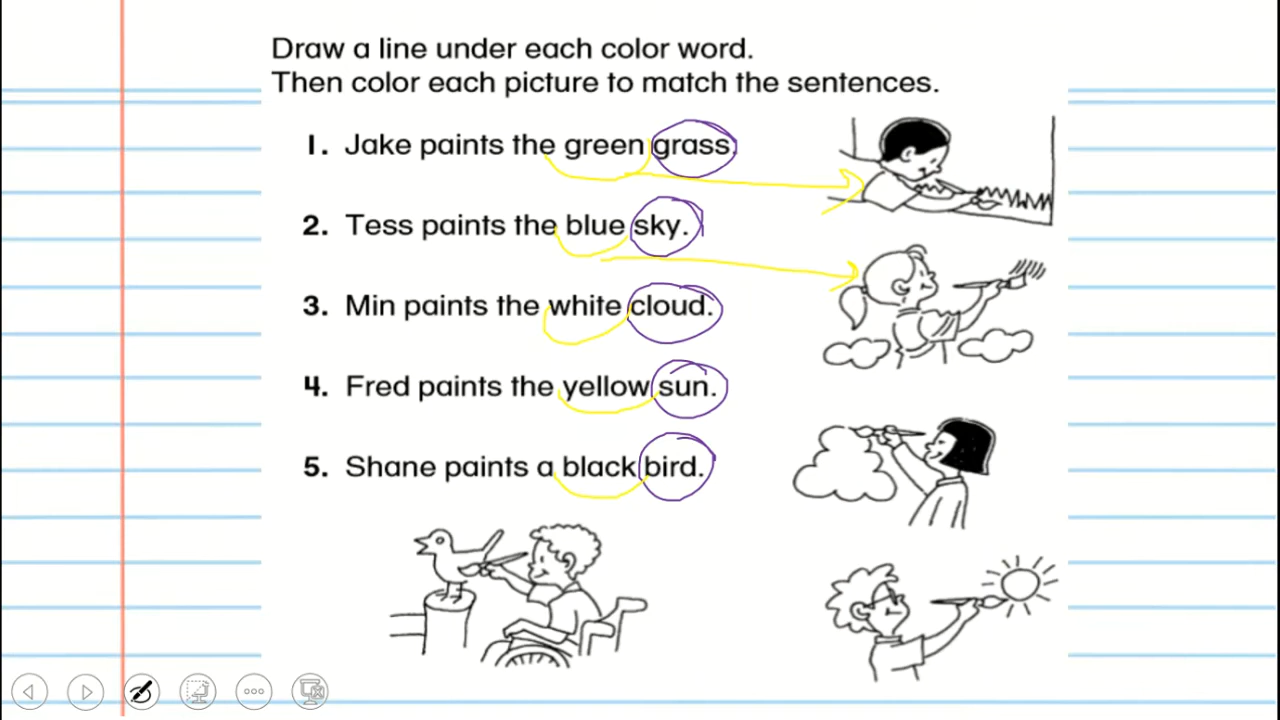 Draw a line under each color word.
Then color each picture to match the sentences.
1. Jake paints the green grass.
2. Tess paints the blue sky.
3. Min paints the white cloud.
4. Fred paints the yellow sun.
5. Shane paints a black bird.